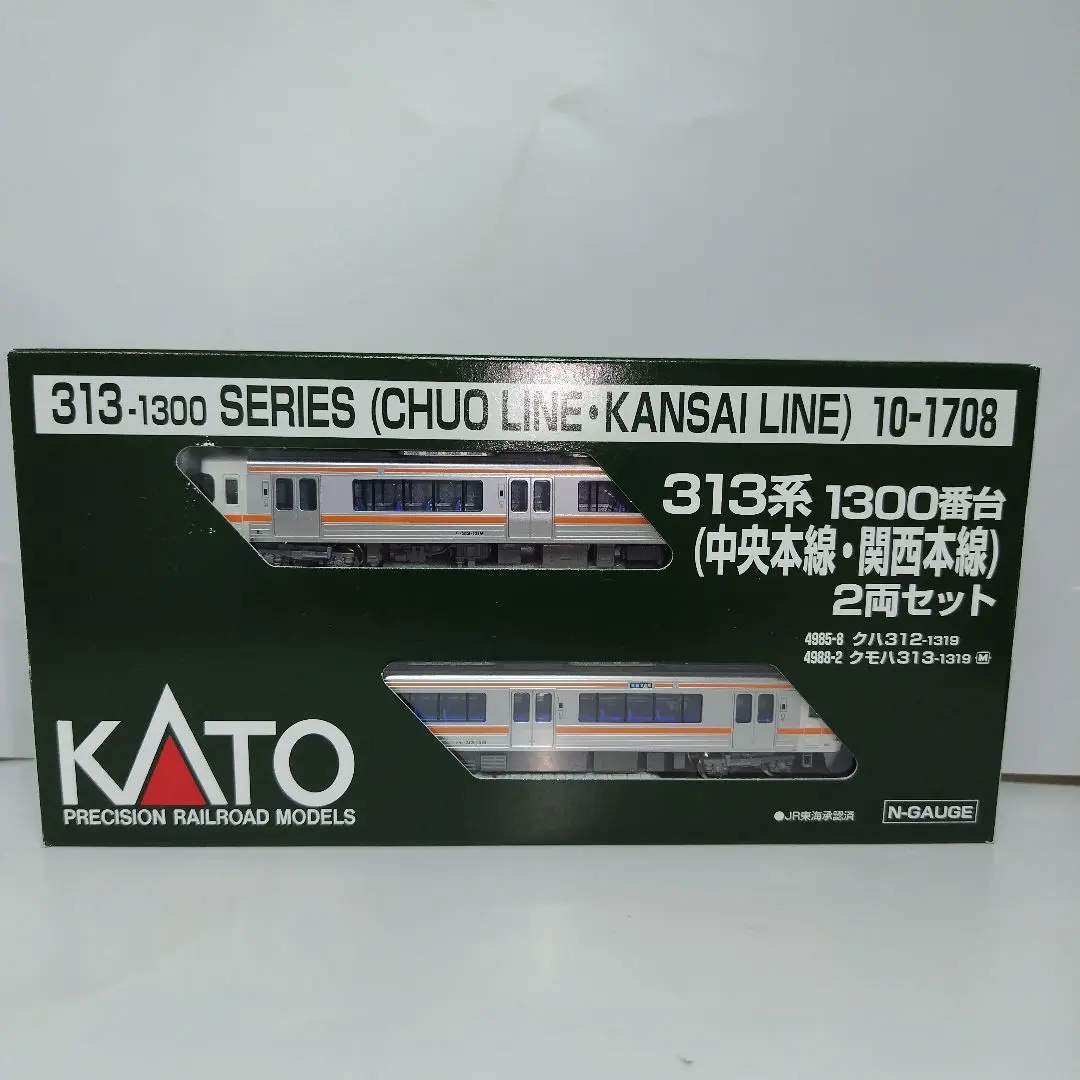 313-1300 SERIES (CHUO LINE・KANSAI LINE) 10-1708
313系 1300番台
(中央本線・関西本線)
2両セット
4985-8 クハ312-1319
4988-2 クモハ313-1319 M
KATO
PRECISION RAILROAD MODELS
●JR東海承認済
N-GAUGE